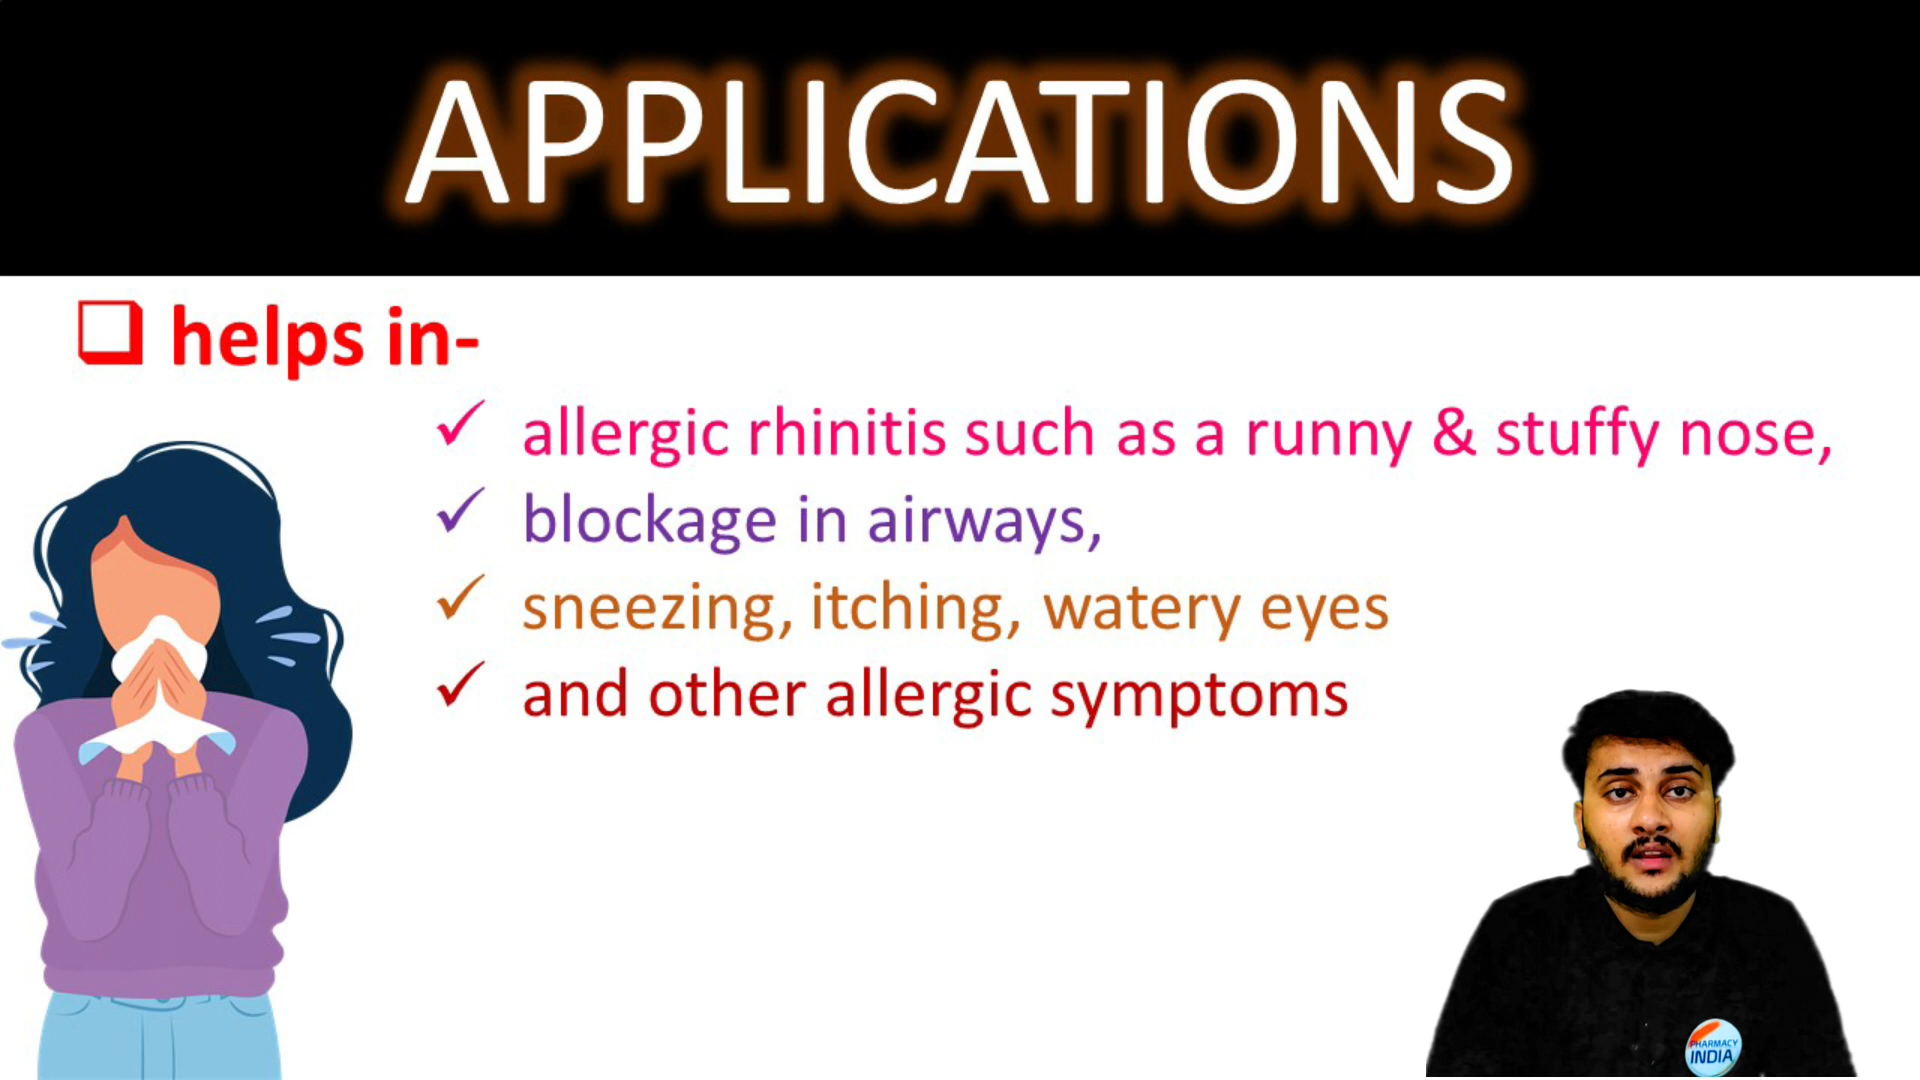 APPLICATIONS
helps in-
allergic rhinitis such as a runny & stuffy nose,
blockage in airways,
sneezing, itching, watery eyes
and other allergic symptoms
PHARMACY
INDIA